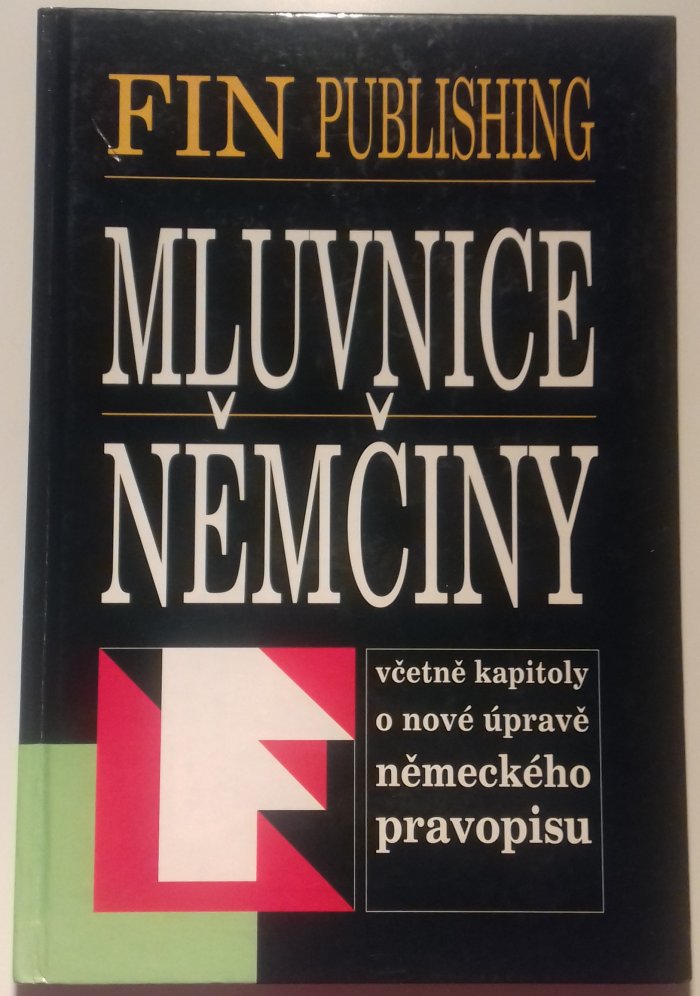 FIN PUBLISHING
MLUVNICE
NĚMČINY
včetně kapitoly
o nové úpravě
německého
pravopisu